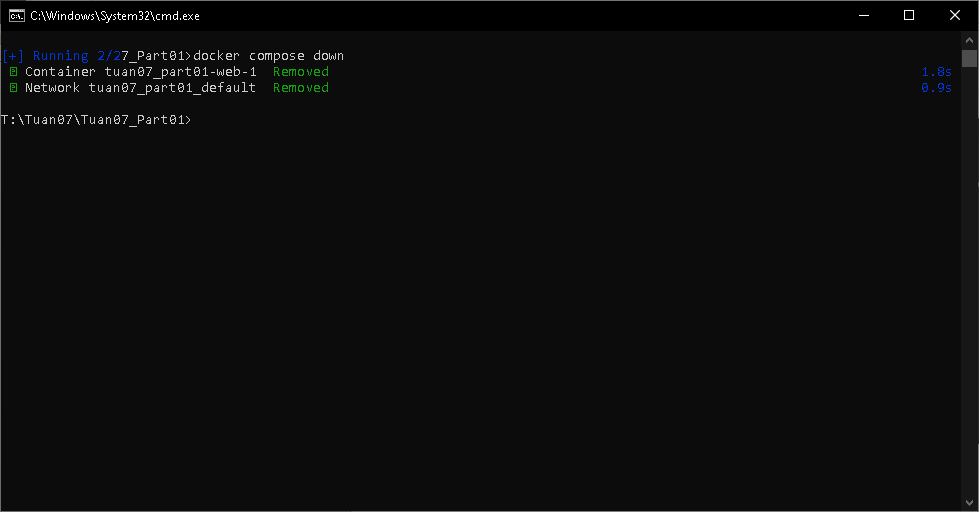 C:\Windows\System32\cmd.exe
[+] Running 2/27_Part01>docker compose down
Container tuan07_part01-web-1 Removed 1.8s
Network tuan07_part01_default Removed 0.9s
T:\Tuan07\Tuan07_Part01>